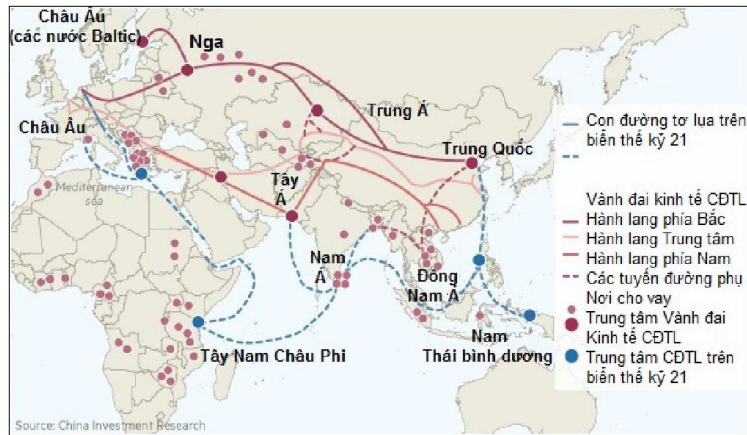 Châu Âu
(các nước Baltic)
Nga
Trung Á
Châu Âu
Trung Quốc
Mediterranean
sea
Tây
Á
Nam
Á
Đông
Nam Á
Tây Nam Châu Phi
Nam
Thái bình dương
Con đường tơ lụa trên
biển thế kỷ 21
Vành đai kinh tế CĐTL
Hành lang phía Bắc
Hành lang Trung tâm
Hành lang phía Nam
Các tuyến đường phụ
Nơi cho vay
Trung tâm Vành đai
Kinh tế CĐTL
Trung tâm CĐTL trên
biển thế kỷ 21
Source: China Investment Research